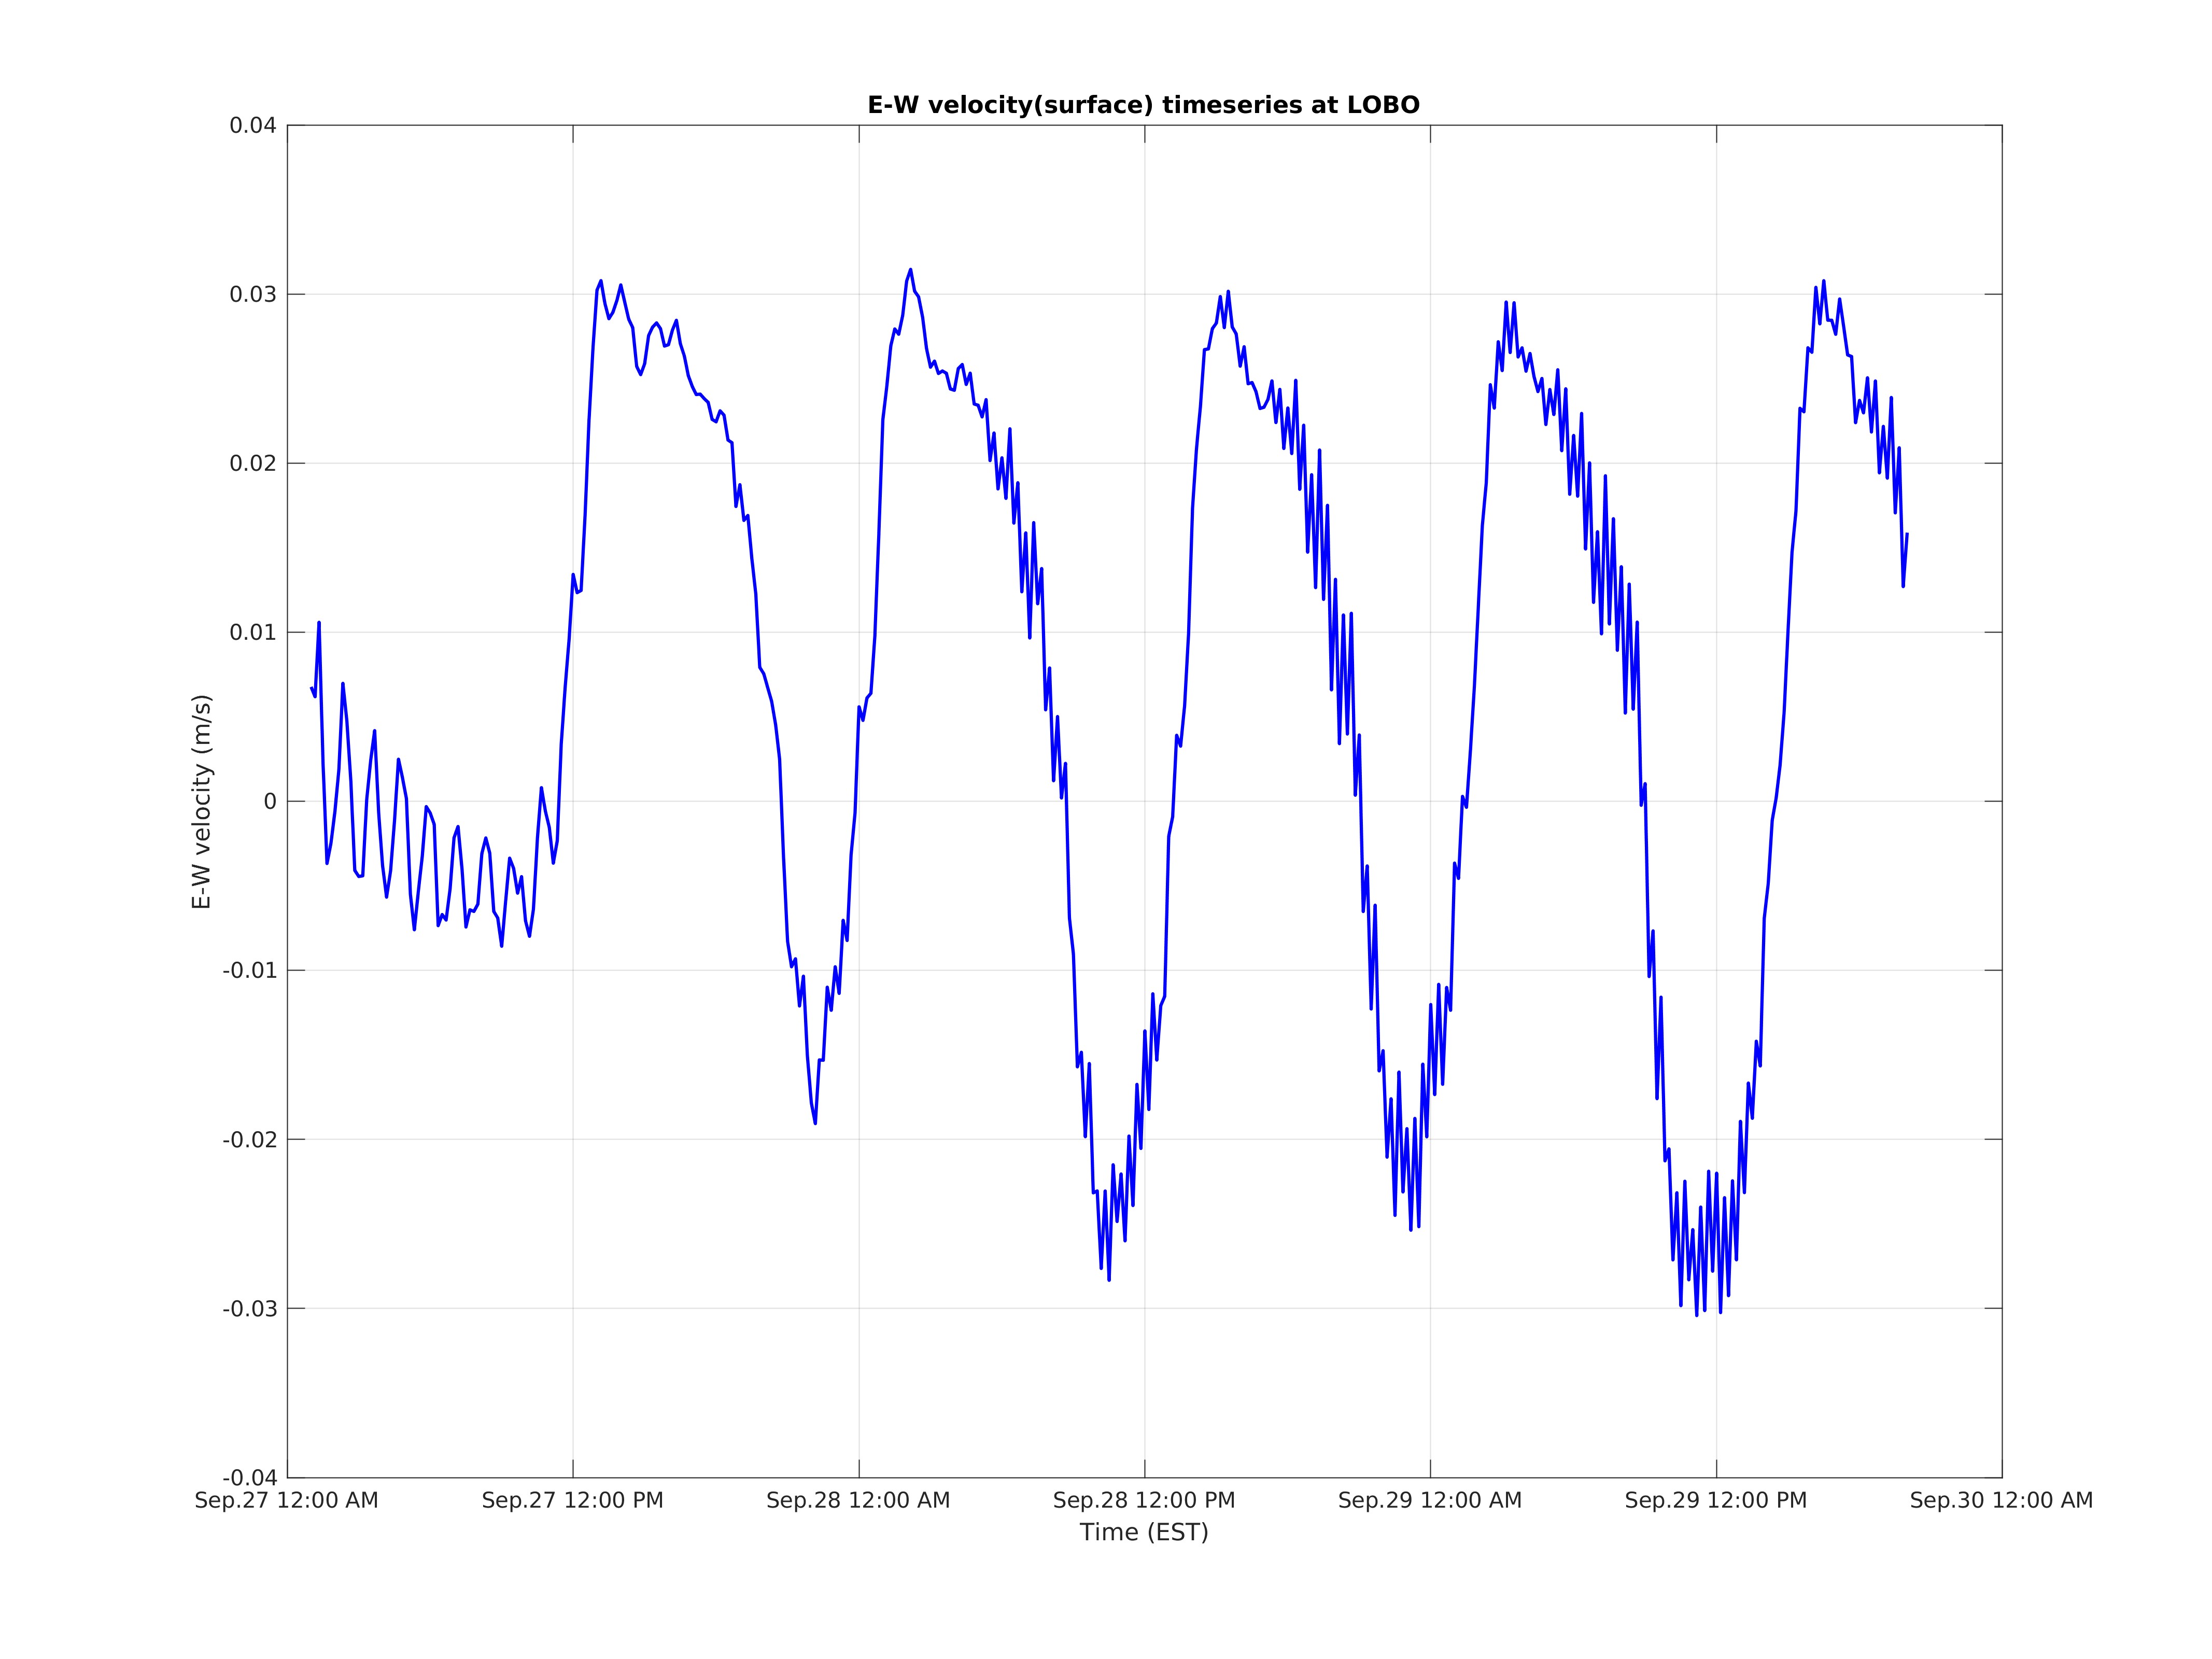 E-W velocity(surface) timeseries at LOBO
0.04
0.03
0.02
0.01
0
-0.01
-0.02
-0.03
-0.04
E-W velocity (m/s)
Sep.27 12:00 AM Sep.27 12:00 PM Sep.28 12:00 AM Sep.28 12:00 PM Sep.29 12:00 AM Sep.29 12:00 PM Sep.30 12:00 AM
Time (EST)